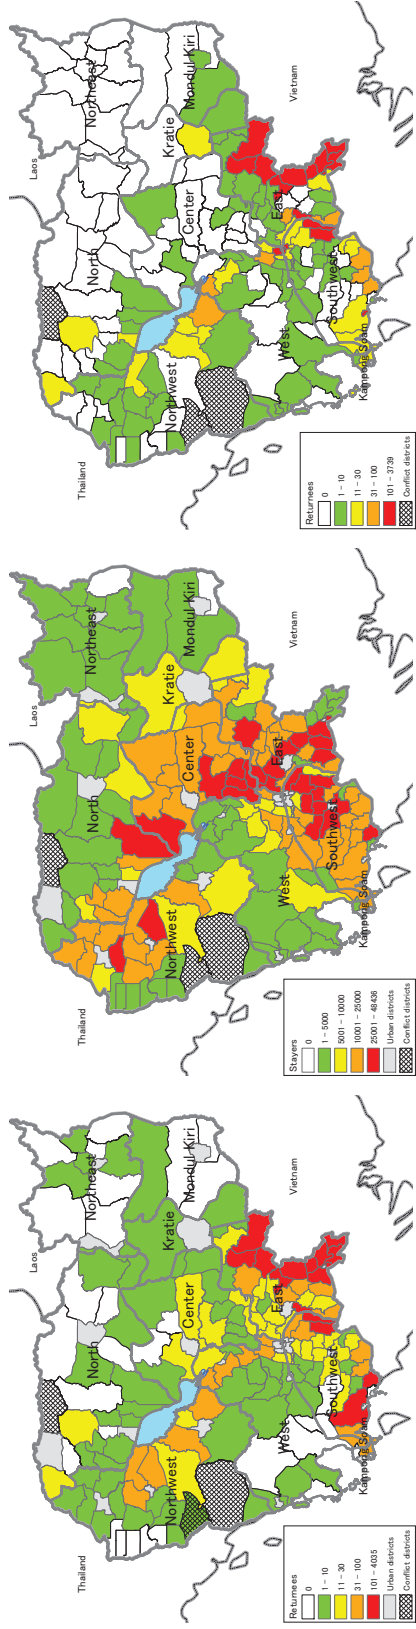 Laos
Thailand
Northeast
North
Kratie
Northwest
Center
Mondul Kiri
East
West
Vietnam
Southwest
Kampong Soam
Returnees
0
1 – 10
11 – 30
31 – 100
101 – 4035
Urban districts
Conflict districts
Laos
Thailand
Northeast
North
Kratie
Northwest
Center
Mondul Kiri
East
West
Vietnam
Southwest
Kampong Soam
Stayers
0
1 – 5000
5001 – 10000
10001 – 25000
25001 – 48436
Urban districts
Conflict districts
Laos
Thailand
Northeast
North
Kratie
Northwest
Center
Mondul Kiri
East
West
Vietnam
Southwest
Kampong Soam
Returnees
0
1 – 10
11 – 30
31 – 100
101 – 3739
Conflict districts